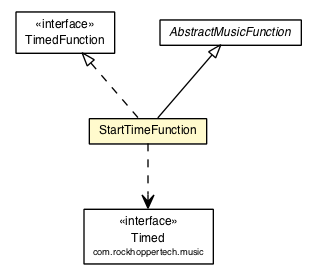 «interface»
TimedFunction
AbstractMusicFunction
StartTimeFunction
«interface»
Timed
com.rockhoppertech.music